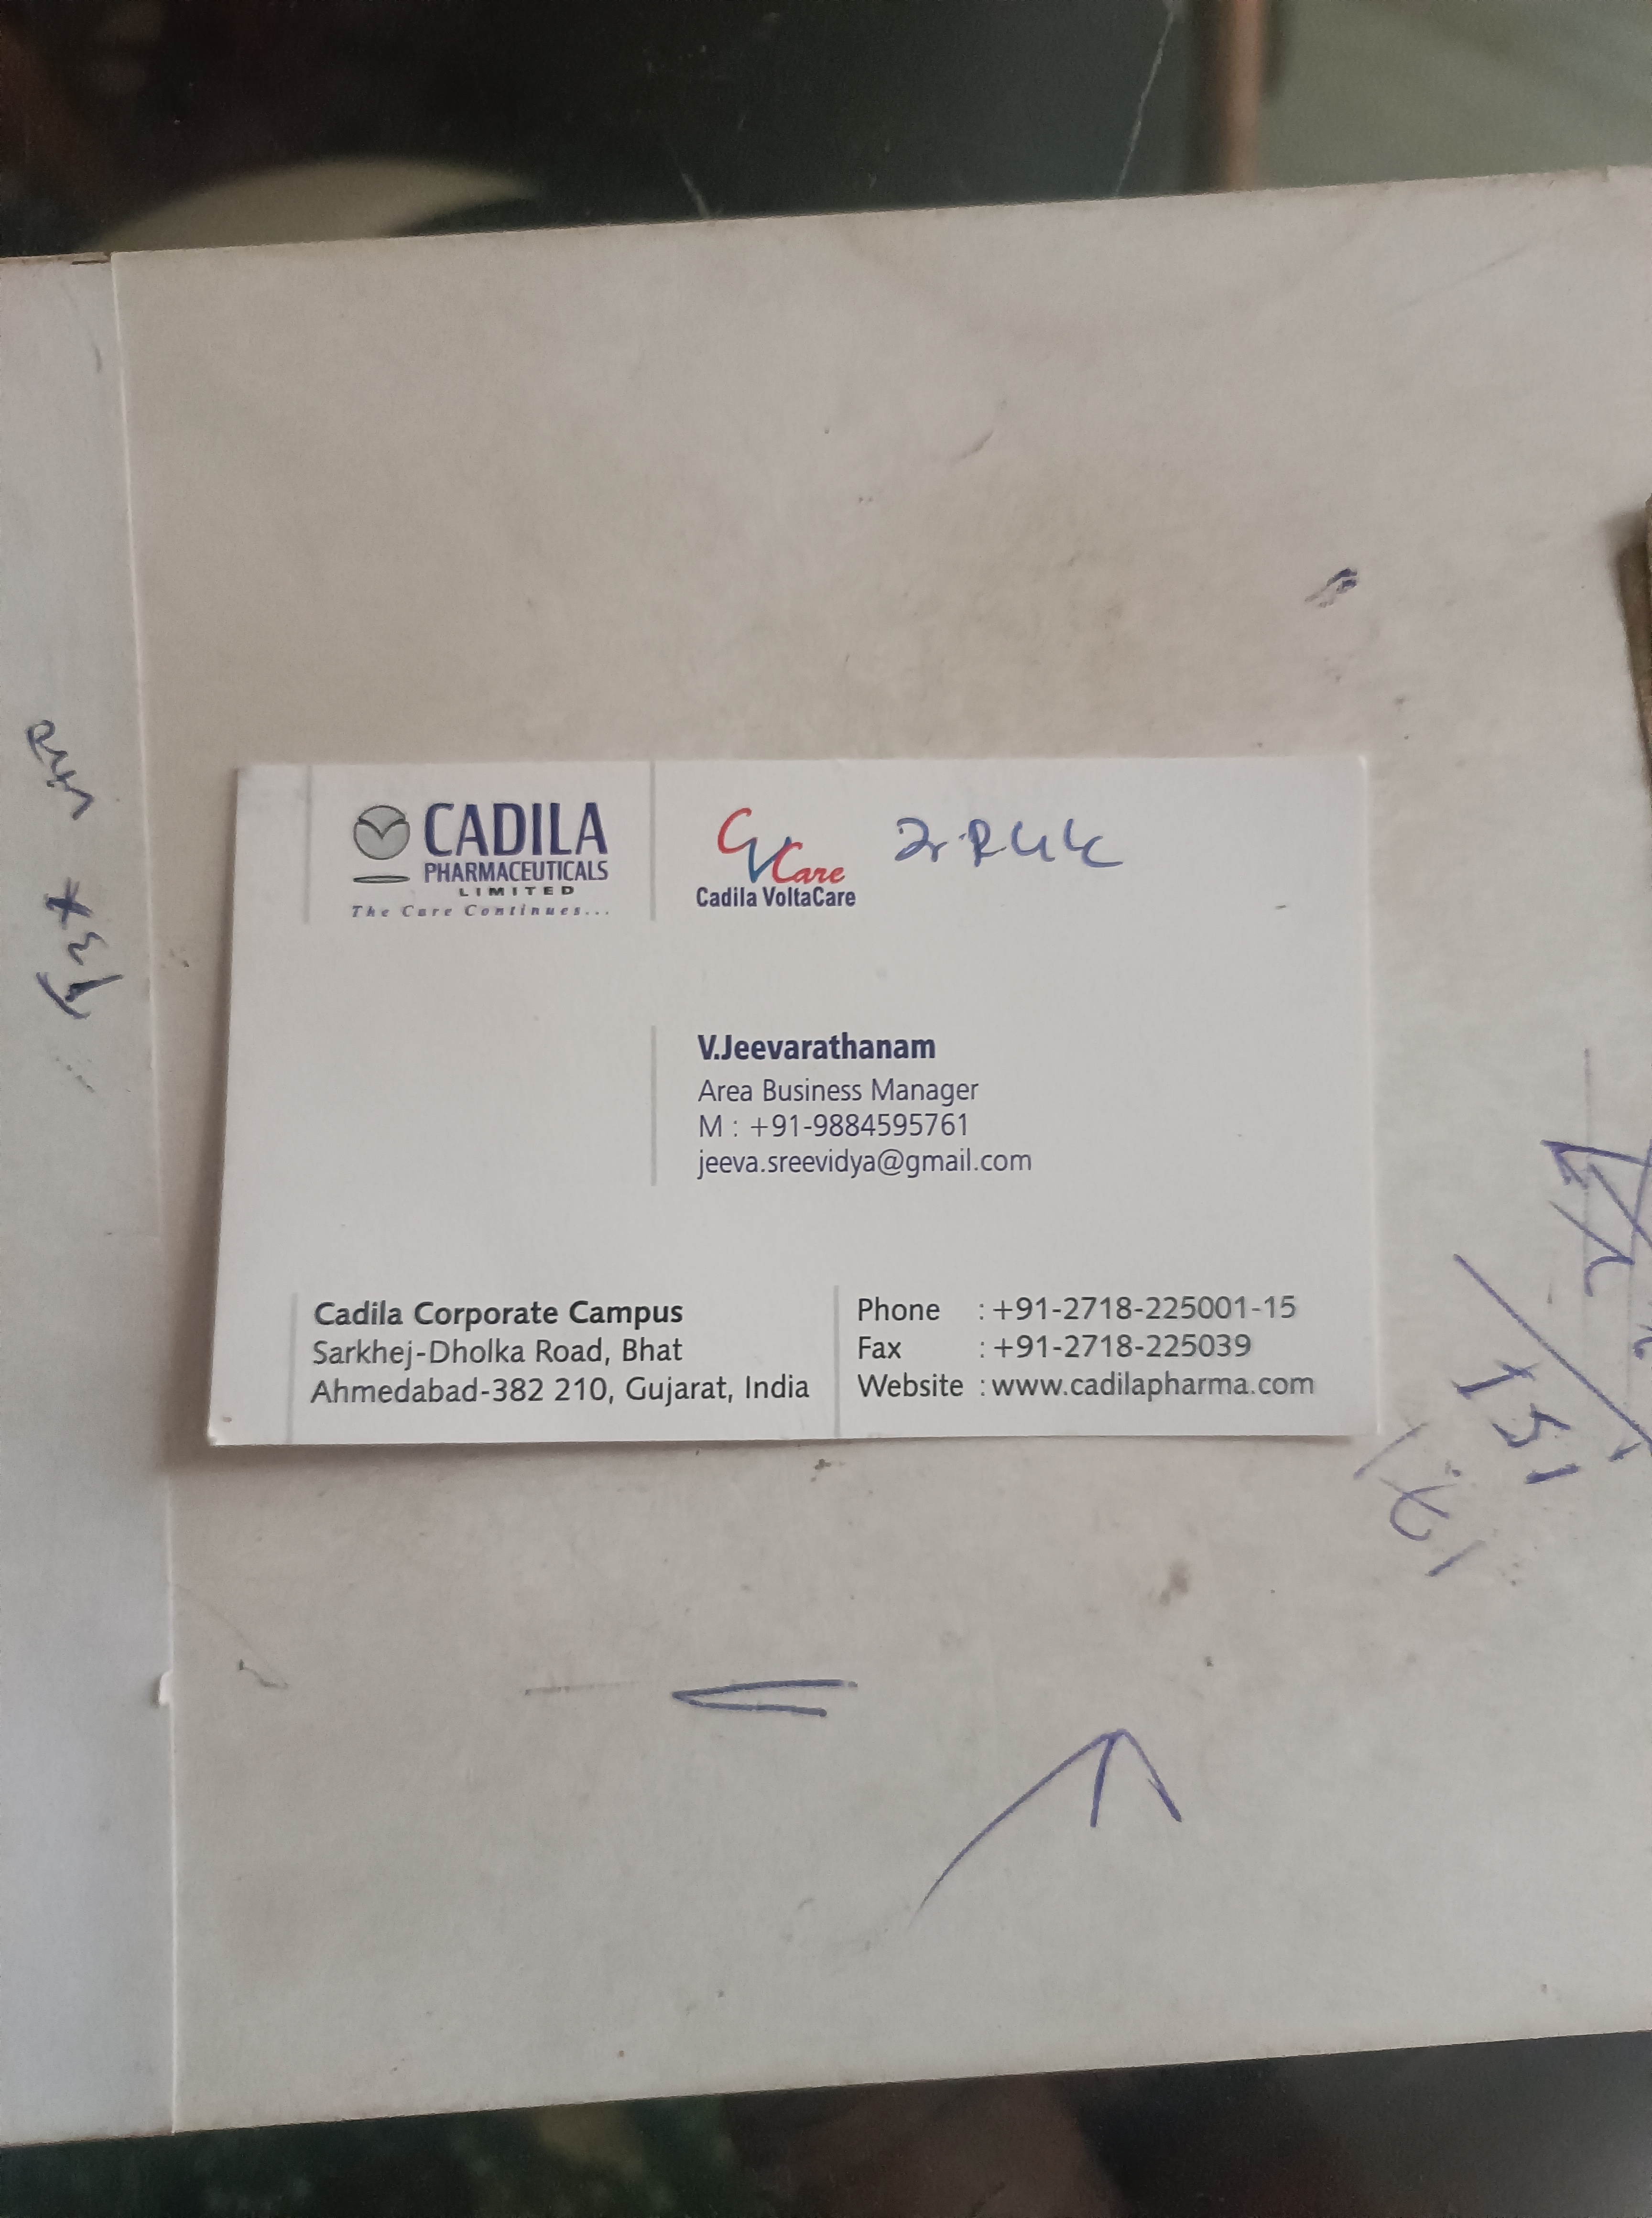 CADILA
PHARMACEUTICALS
LIMITED
The Care Continues...
CV Care
Cadila VoltaCare
V.Jeevarathanam
Area Business Manager
M : +91-9884595761
jeeva.sreevidya@gmail.com
Cadila Corporate Campus
Sarkhej-Dholka Road, Bhat
Ahmedabad-382 210, Gujarat, India
Phone : +91-2718-225001-15
Fax : +91-2718-225039
Website : www.cadilapharma.com
151